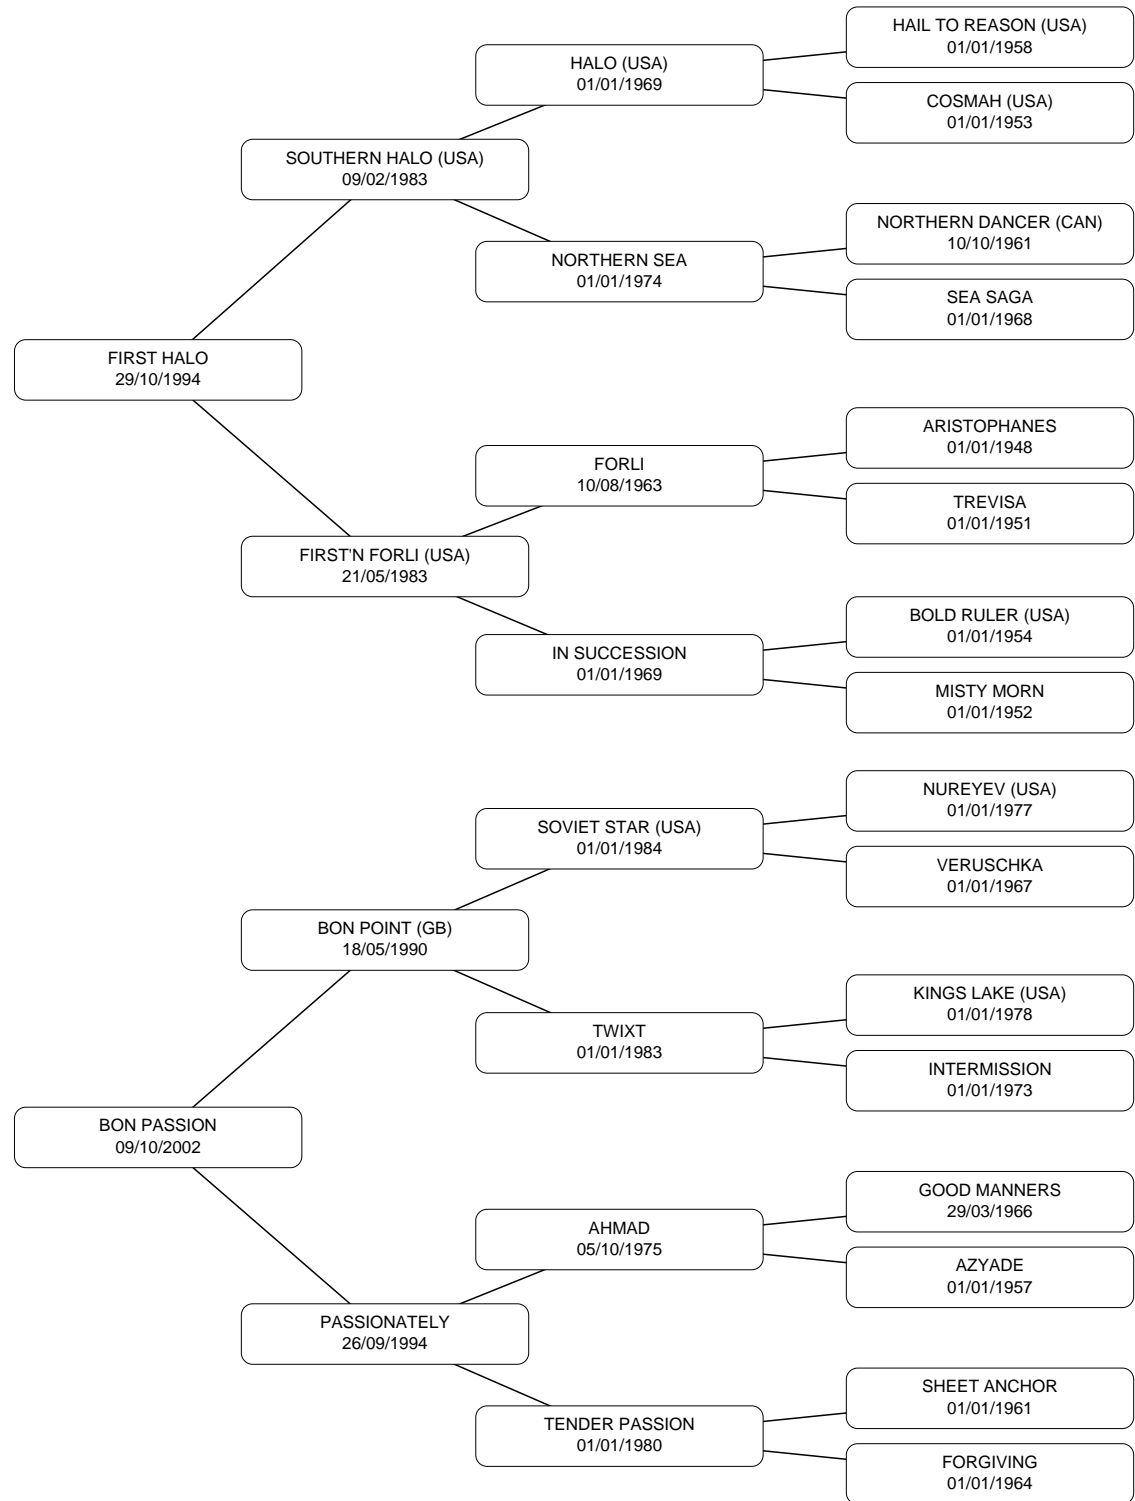 HAIL TO REASON (USA)
01/01/1958
HALO (USA)
01/01/1969
COSMAH (USA)
01/01/1953
SOUTHERN HALO (USA)
09/02/1983
NORTHERN DANCER (CAN)
10/10/1961
NORTHERN SEA
01/01/1974
SEA SAGA
01/01/1968
FIRST HALO
29/10/1994
ARISTOPHANES
01/01/1948
FORLI
10/08/1963
TREVISA
01/01/1951
FIRST'N FORLI (USA)
21/05/1983
BOLD RULER (USA)
01/01/1954
IN SUCCESSION
01/01/1969
MISTY MORN
01/01/1952
NUREYEV (USA)
01/01/1977
SOVIET STAR (USA)
01/01/1984
VERUSCHKA
01/01/1967
BON POINT (GB)
18/05/1990
KINGS LAKE (USA)
01/01/1978
TWIXT
01/01/1983
INTERMISSION
01/01/1973
BON PASSION
09/10/2002
GOOD MANNERS
29/03/1966
AHMAD
05/10/1975
AZYADE
01/01/1957
PASSIONATELY
26/09/1994
SHEET ANCHOR
01/01/1961
TENDER PASSION
01/01/1980
FORGIVING
01/01/1964